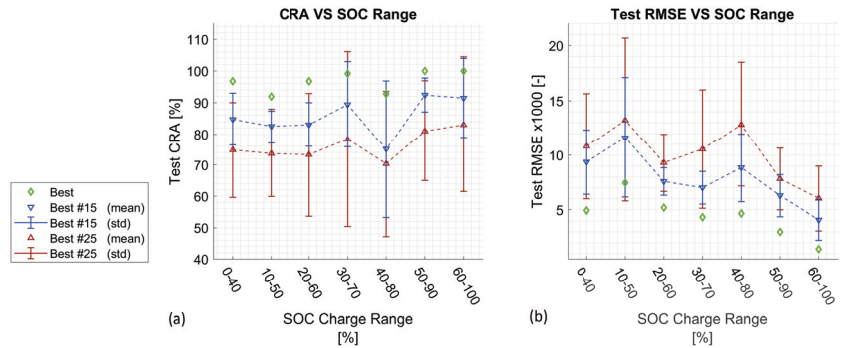 CRA VS SOC Range
110
100
90
80
70
60
50
40
Test CRA [%]
0-40
10-50
20-60
30-70
40-80
50-90
60-100
(a)
SOC Charge Range
[%]
Best
Best #15 (mean)
Best #15 (std)
Best #25 (mean)
Best #25 (std)
Test RMSE VS SOC Range
20
15
10
5
Test RMSE x1000 [-]
0-40
10-50
20-60
30-70
40-80
50-90
60-100
(b)
SOC Charge Range
[%]